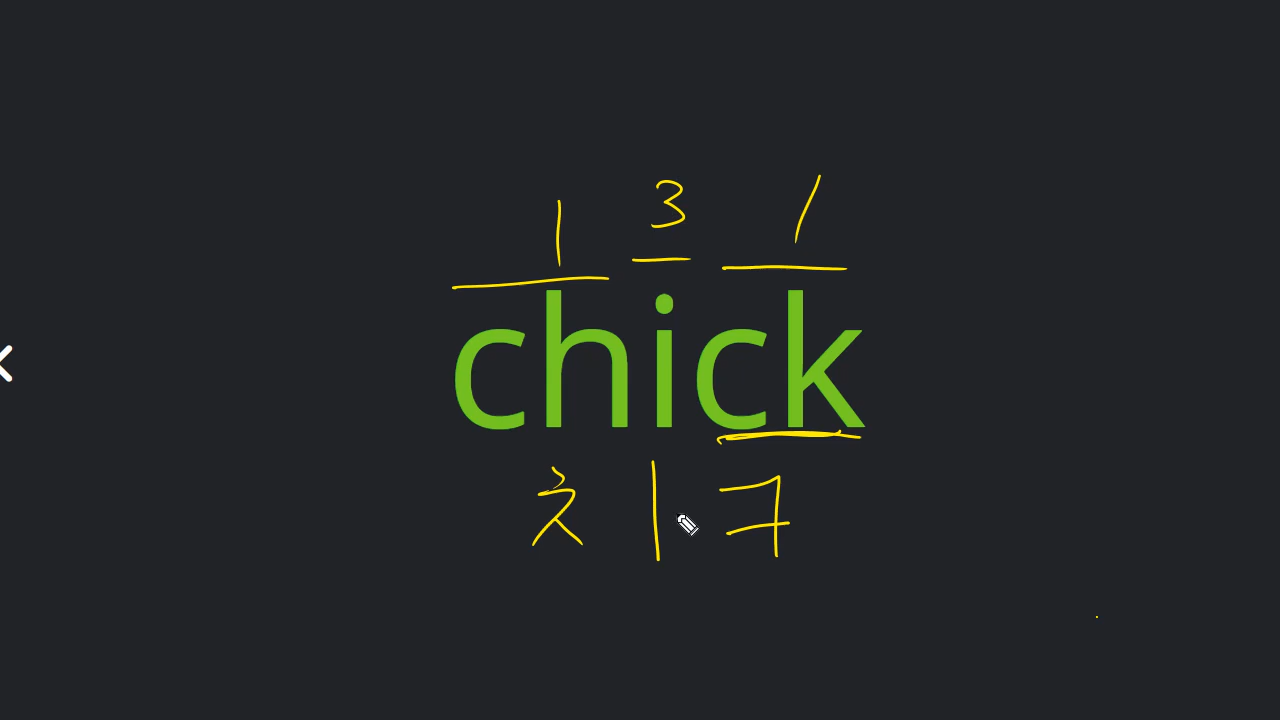 1 3 1
chick
ㅊ ㅣ ㅋ